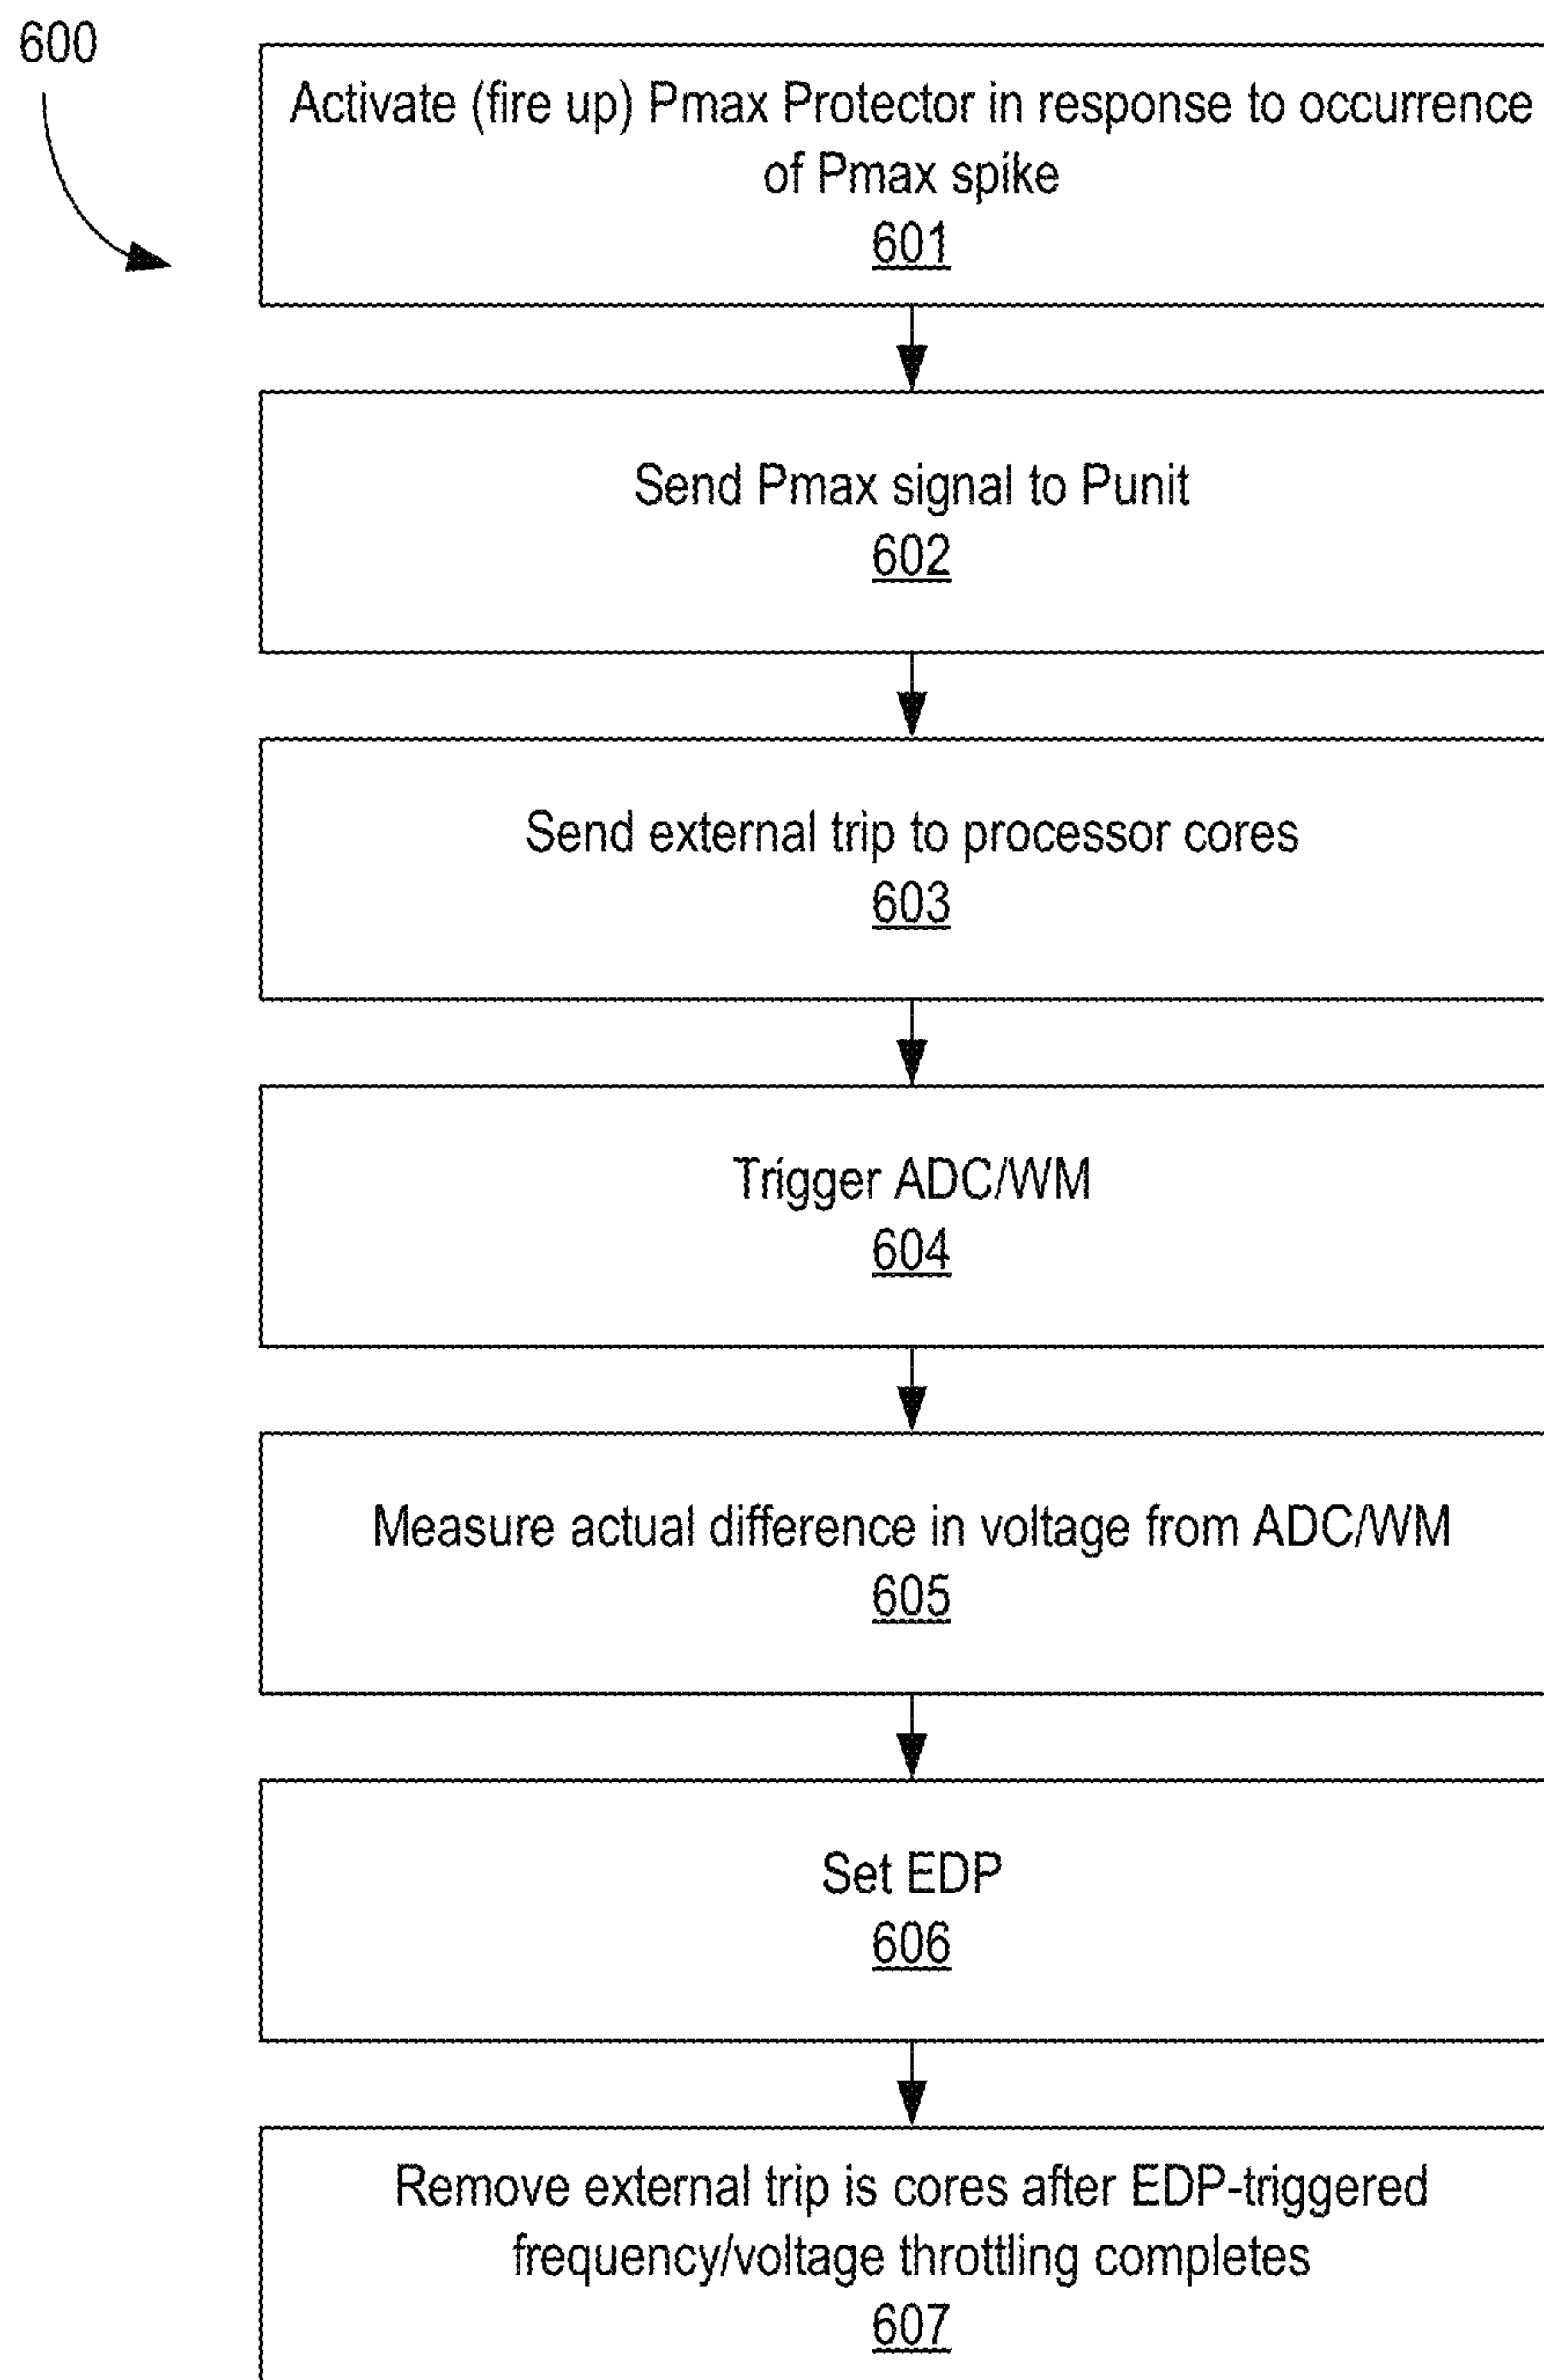 600
Activate (fire up) Pmax Protector in response to occurrence
of Pmax spike
601
Send Pmax signal to Punit
602
Send external trip to processor cores
603
Trigger ADC/WM
604
Measure actual difference in voltage from ADC/WM
605
Set EDP
606
Remove external trip is cores after EDP-triggered
frequency/voltage throttling completes
607